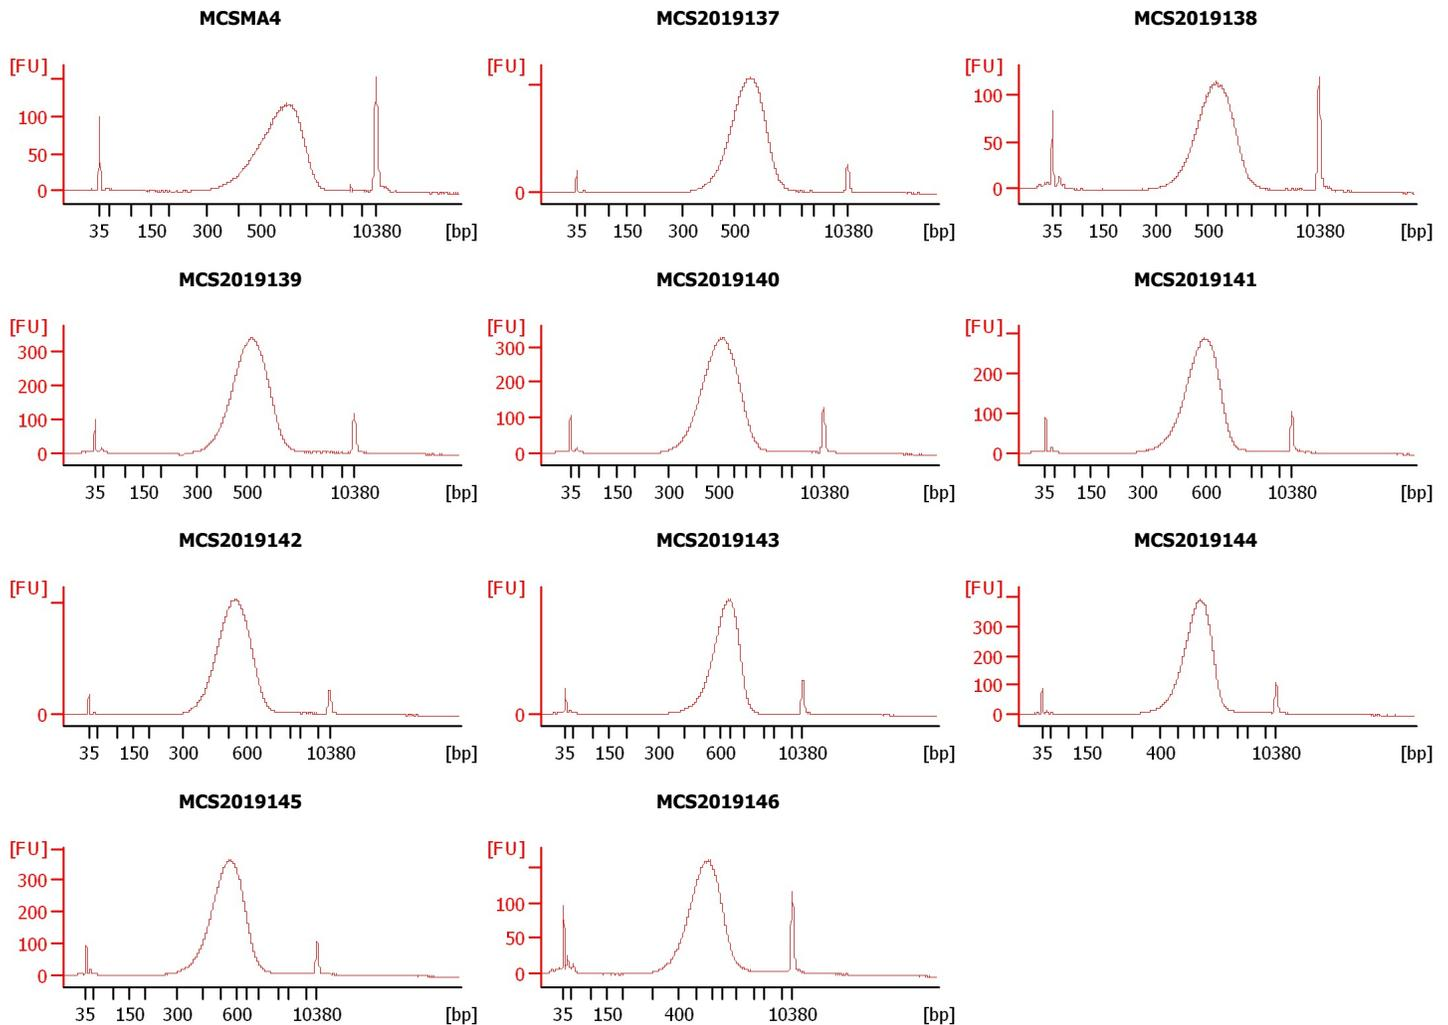 MCSMA4 MCS2019137 MCS2019138
[FU] [FU] [FU]
100 100
50 50
0 0 0
35 150 300 500 10380 [bp] 35 150 300 500 10380 [bp] 35 150 300 500 10380 [bp]
MCS2019139 MCS2019140 MCS2019141
[FU] [FU] [FU]
300 300
200 200 200
100 100 100
0 0 0
35 150 300 500 10380 [bp] 35 150 300 500 10380 [bp] 35 150 300 600 10380 [bp]
MCS2019142 MCS2019143 MCS2019144
[FU] [FU] [FU]
300
200
100
0 0 0
35 150 300 600 10380 [bp] 35 150 300 600 10380 [bp] 35 150 400 10380 [bp]
MCS2019145 MCS2019146
[FU] [FU]
300
200 100
100 50
0 0
35 150 300 600 10380 [bp] 35 150 400 10380 [bp]